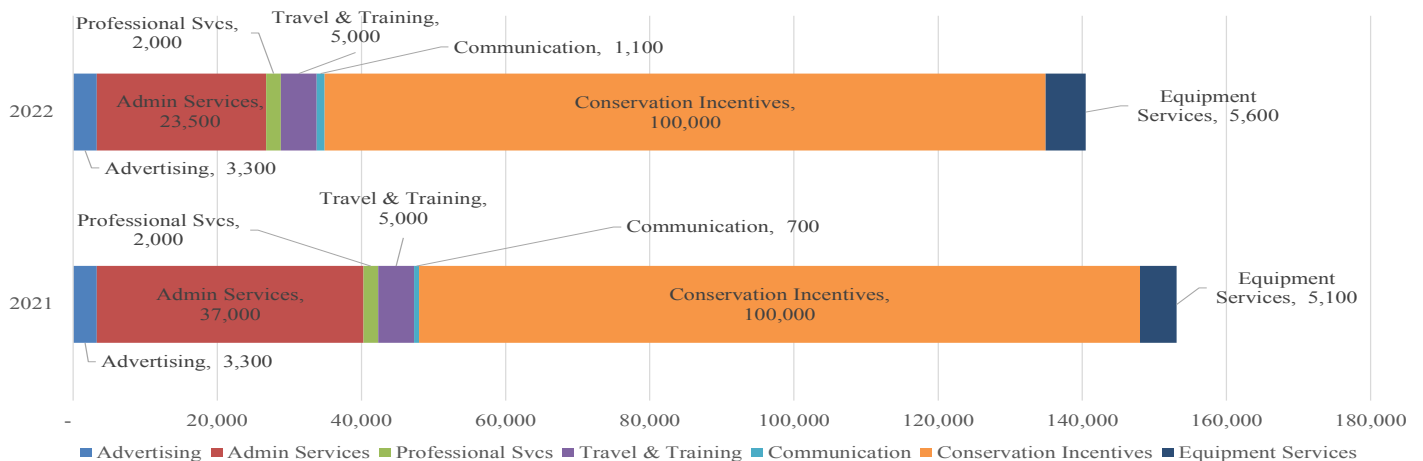 Professional Svcs,
2,000
Travel & Training,
5,000
Communication, 1,100
2022
Admin Services,
23,500
Conservation Incentives,
100,000
Equipment
Services, 5,600
Advertising, 3,300
Professional Svcs,
2,000
Travel & Training,
5,000
Communication, 700
2021
Admin Services,
37,000
Conservation Incentives,
100,000
Equipment
Services, 5,100
Advertising, 3,300
- 20,000 40,000 60,000 80,000 100,000 120,000 140,000 160,000 180,000
Advertising Admin Services Professional Svcs Travel & Training Communication Conservation Incentives Equipment Services